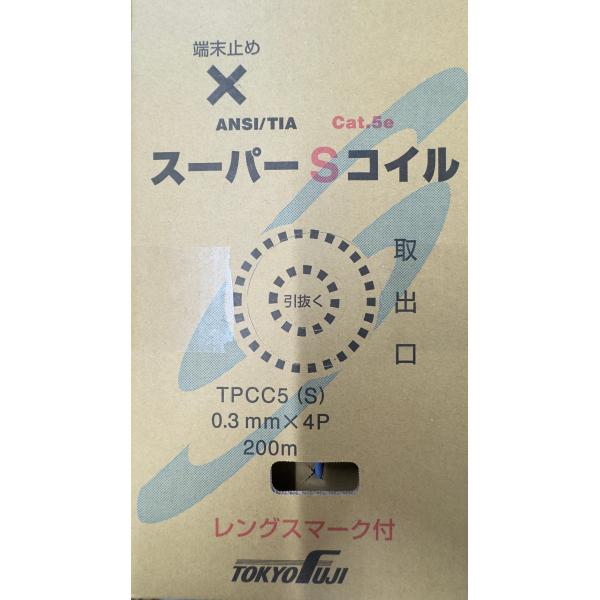 端末止め
ANSI/TIA Cat.5e
スーパーSコイル
取出口
引抜く
TPCC5 (S)
0.3 mm×4P
200m
レングスマーク付
TOKYO FUJI